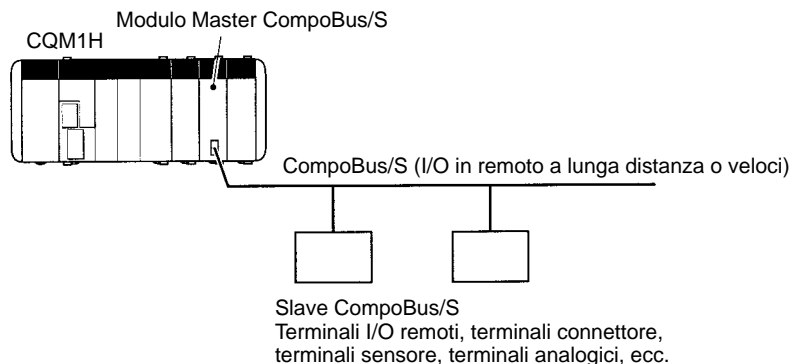 Modulo Master CompoBus/S
CQM1H
CompoBus/S (I/O in remoto a lunga distanza o veloci)
Slave CompoBus/S
Terminali I/O remoti, terminali connettore,
terminali sensore, terminali analogici, ecc.